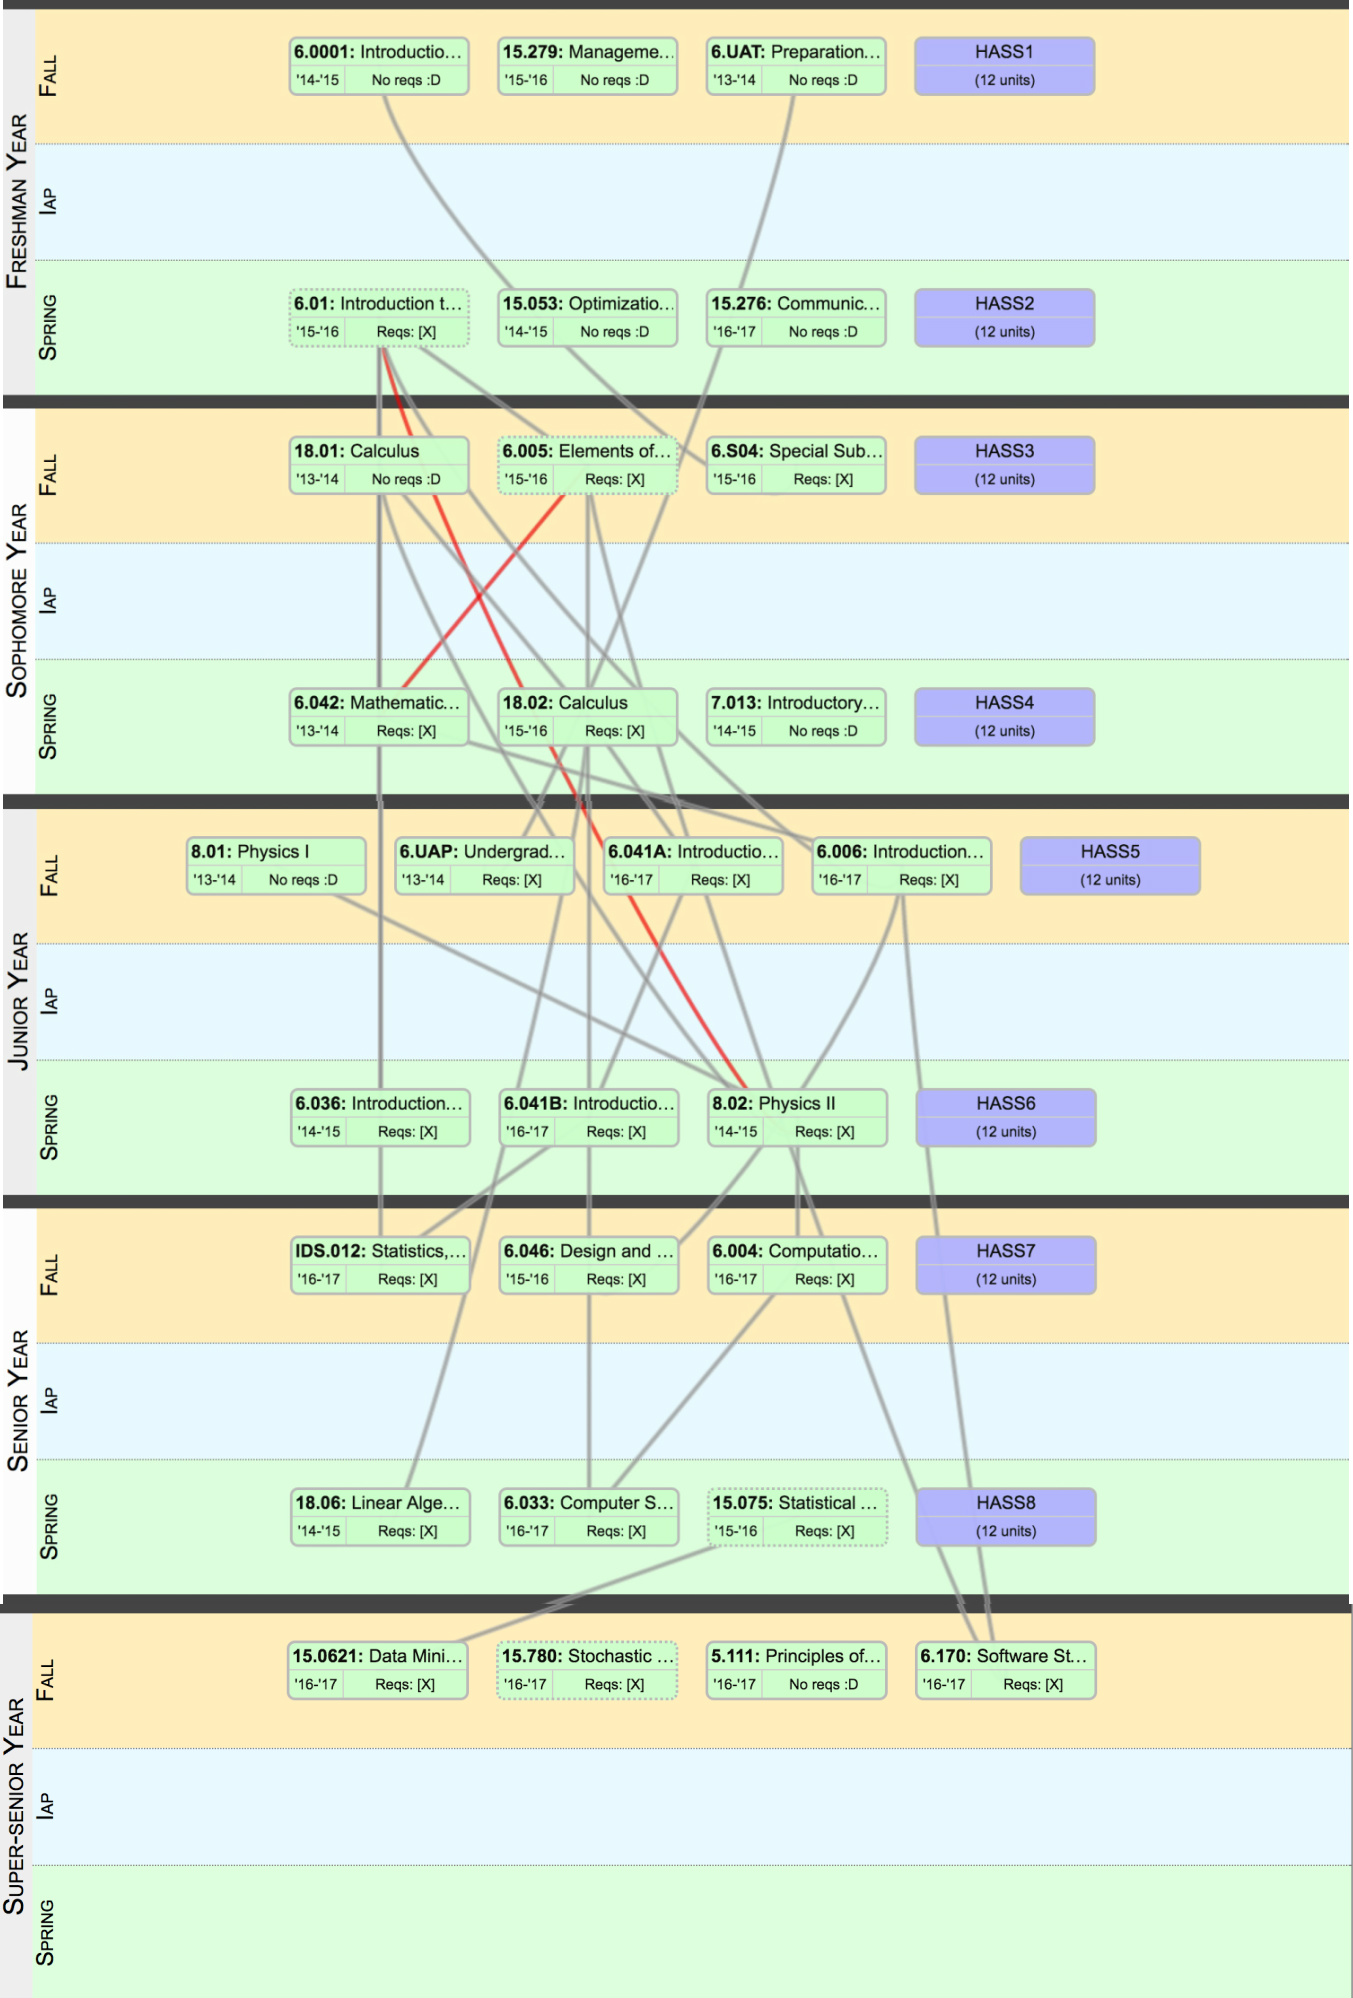 FRESHMAN YEAR
FALL
6.0001: Introductio...
'14-'15 No reqs :D
15.279: Manageme...
'15-'16 No reqs :D
6.UAT: Preparation...
'13-'14 No reqs :D
HASS1
(12 units)
IAP
SPRING
6.01: Introduction t...
'15-'16 Reqs: [X]
15.053: Optimizatio...
'14-'15 No reqs :D
15.276: Communic...
'16-'17 No reqs :D
HASS2
(12 units)
SOPHOMORE YEAR
FALL
18.01: Calculus
'13-'14 No reqs :D
6.005: Elements of...
'15-'16 Reqs: [X]
6.S04: Special Sub...
'15-'16 Reqs: [X]
HASS3
(12 units)
IAP
SPRING
6.042: Mathematic...
'13-'14 Reqs: [X]
18.02: Calculus
'15-'16 Reqs: [X]
7.013: Introductory...
'14-'15 No reqs :D
HASS4
(12 units)
JUNIOR YEAR
FALL
8.01: Physics I
'13-'14 No reqs :D
6.UAP: Undergrad...
'13-'14 Reqs: [X]
6.041A: Introductio...
'16-'17 Reqs: [X]
6.006: Introduction...
'16-'17 Reqs: [X]
HASS5
(12 units)
IAP
SPRING
6.036: Introduction...
'14-'15 Reqs: [X]
6.041B: Introductio...
'16-'17 Reqs: [X]
8.02: Physics II
'14-'15 Reqs: [X]
HASS6
(12 units)
SENIOR YEAR
FALL
IDS.012: Statistics,...
'16-'17 Reqs: [X]
6.046: Design and ...
'15-'16 Reqs: [X]
6.004: Computatio...
'16-'17 Reqs: [X]
HASS7
(12 units)
IAP
SPRING
18.06: Linear Alge...
'14-'15 Reqs: [X]
6.033: Computer S...
'16-'17 Reqs: [X]
15.075: Statistical ...
'15-'16 Reqs: [X]
HASS8
(12 units)
SUPER-SENIOR YEAR
FALL
15.0621: Data Mini...
'16-'17 Reqs: [X]
15.780: Stochastic ...
'16-'17 Reqs: [X]
5.111: Principles of...
'16-'17 No reqs :D
6.170: Software St...
'16-'17 Reqs: [X]
IAP
SPRING